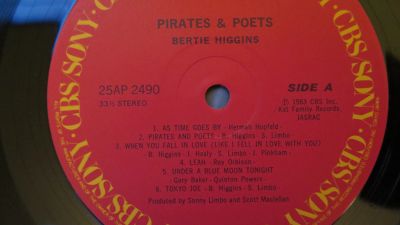 PIRATES & POETS
BERTIE HIGGINS
25AP 2490
33⅓ STEREO
SIDE A
Ⓟ 1983 CBS Inc.
Kat Family Records
JASRAC
1. AS TIME GOES BY - Herman Hupfeld -
2. PIRATES AND POETS - B. Higgins - S. Limbo -
3. WHEN YOU FALL IN LOVE (LIKE I FELL IN LOVE WITH YOU)
- B. Higgins - J. Healy - S. Limbo - J. Pinkham -
4. LEAH - Roy Orbison -
5. UNDER A BLUE MOON TONIGHT
- Gary Baker - Quinton Powers -
6. TOKYO JOE - B. Higgins - S. Limbo -
Produced by Sonny Limbo and Scott Maclellan
CBS/SONY
CBS/SONY
CBS/SONY
CBS SONY
CBS SONY